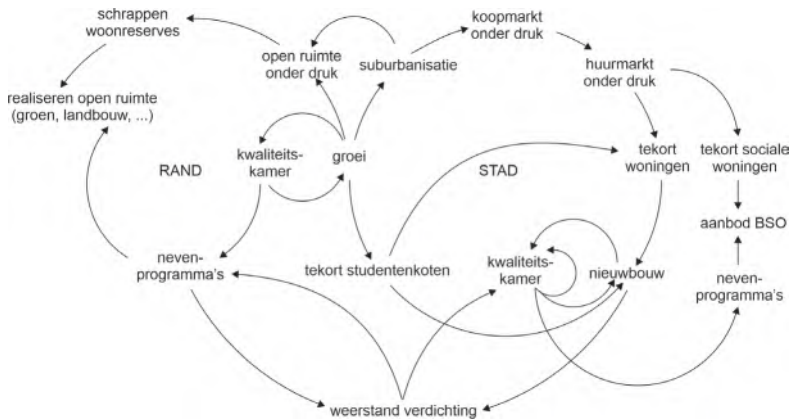 schrappen
woonreserves
koopmarkt
onder druk
open ruimte
onder druk
suburbanisatie
huurmarkt
onder druk
realiseren open ruimte
(groen, landbouw, ...)
RAND
kwaliteits-
kamer
groei
STAD
tekort
woningen
tekort sociale
woningen
aanbod BSO
neven-
programma's
tekort studentenkoten
kwaliteits-
kamer
nieuwbouw
neven-
programma's
weerstand verdichting